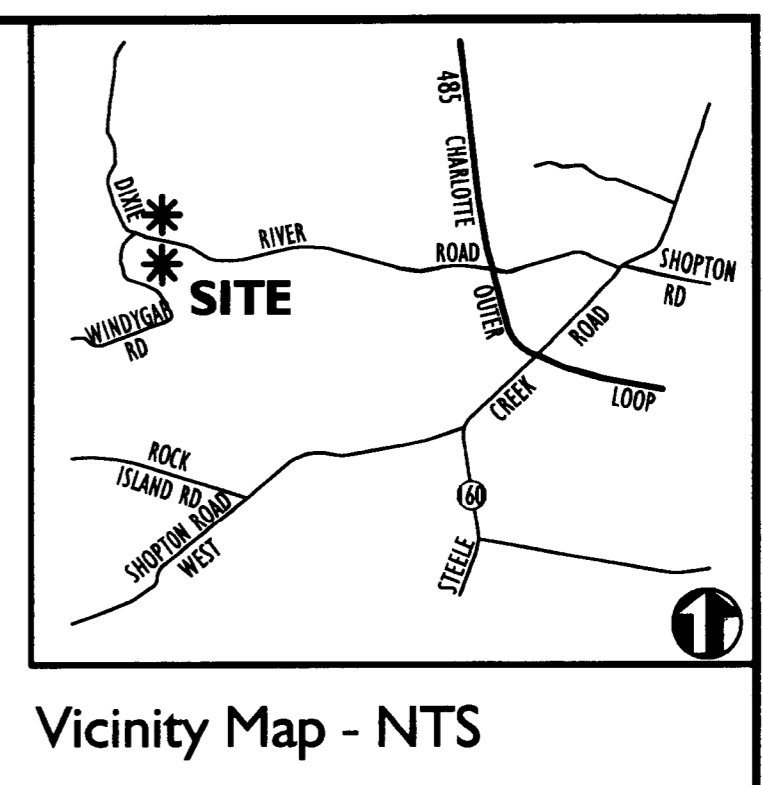 485
CHARLOTTE
OUTER
LOOP
DIXIE
RIVER
ROAD
SHOPTON
RD
SITE
WINDYGAP
RD
CREEK
ROAD
ROCK
ISLAND RD
SHOPTON ROAD
WEST
160
STEELE
Vicinity Map - NTS